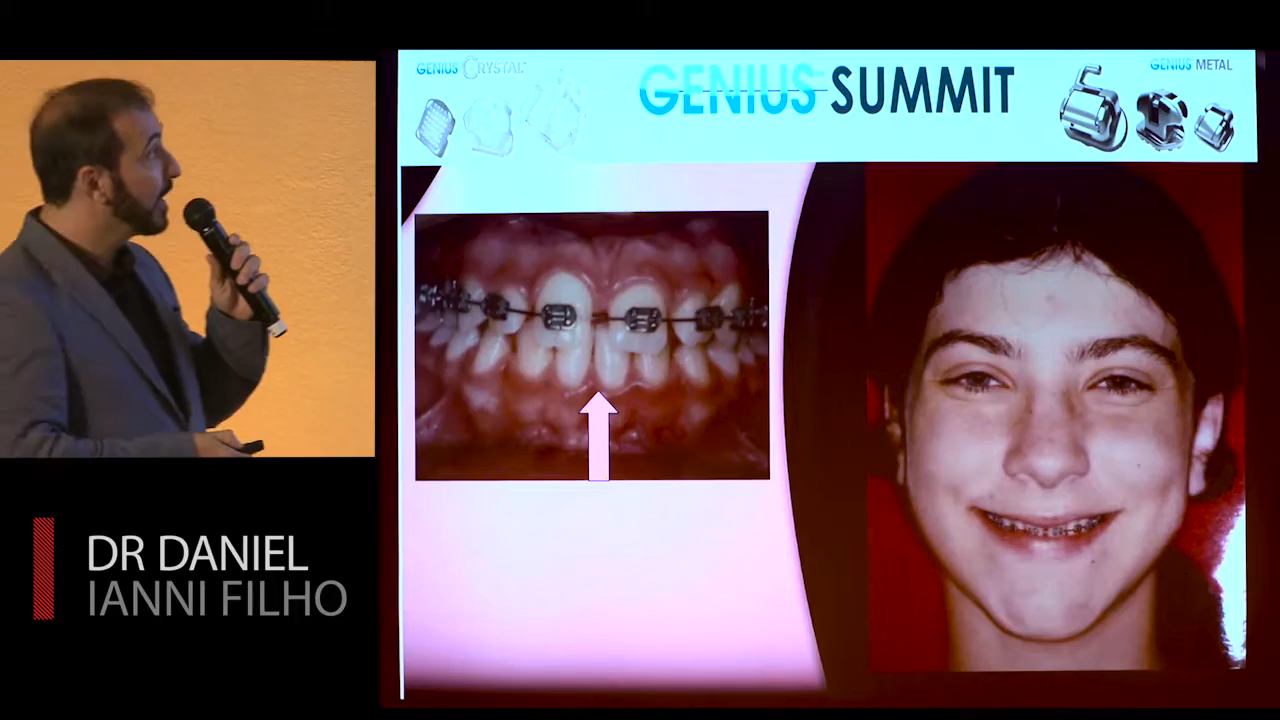 GENIUS CRYSTAL
GENIUS SUMMIT
GENIUS METAL
DR DANIEL
IANNI FILHO